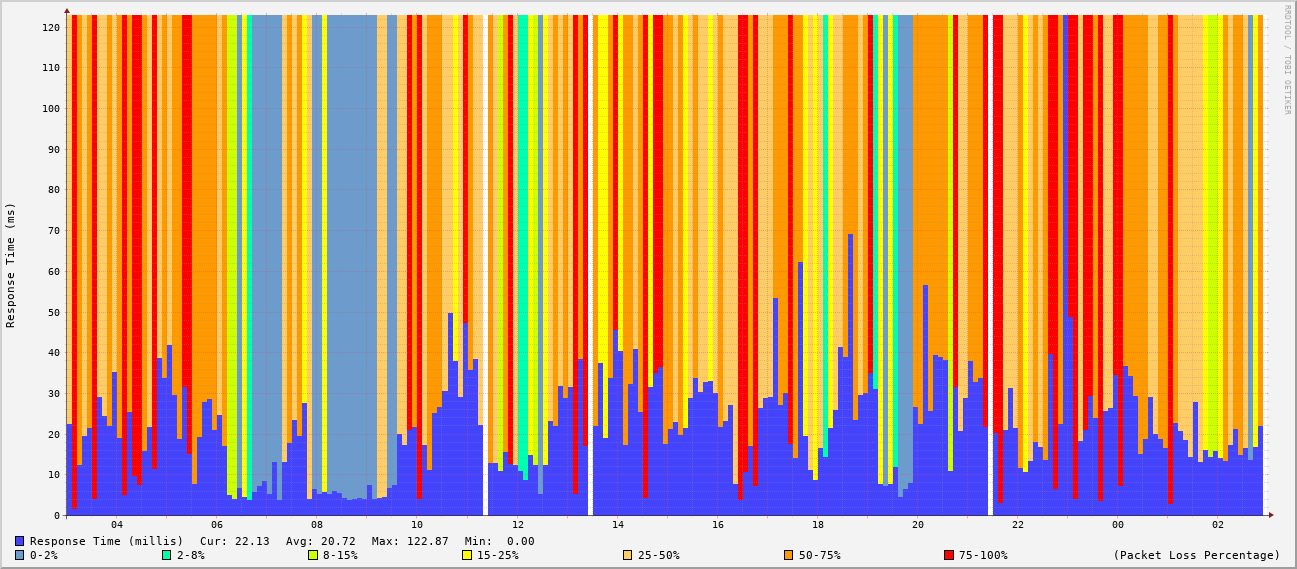 RRDTOOL / TOBI OETIKER
Response Time (ms)
120
110
100
90
80
70
60
50
40
30
20
10
0
04 06 08 10 12 14 16 18 20 22 00 02
Response Time (millis) Cur: 22.13 Avg: 20.72 Max: 122.87 Min: 0.00
0-2% 2-8% 8-15% 15-25% 25-50% 50-75% 75-100% (Packet Loss Percentage)